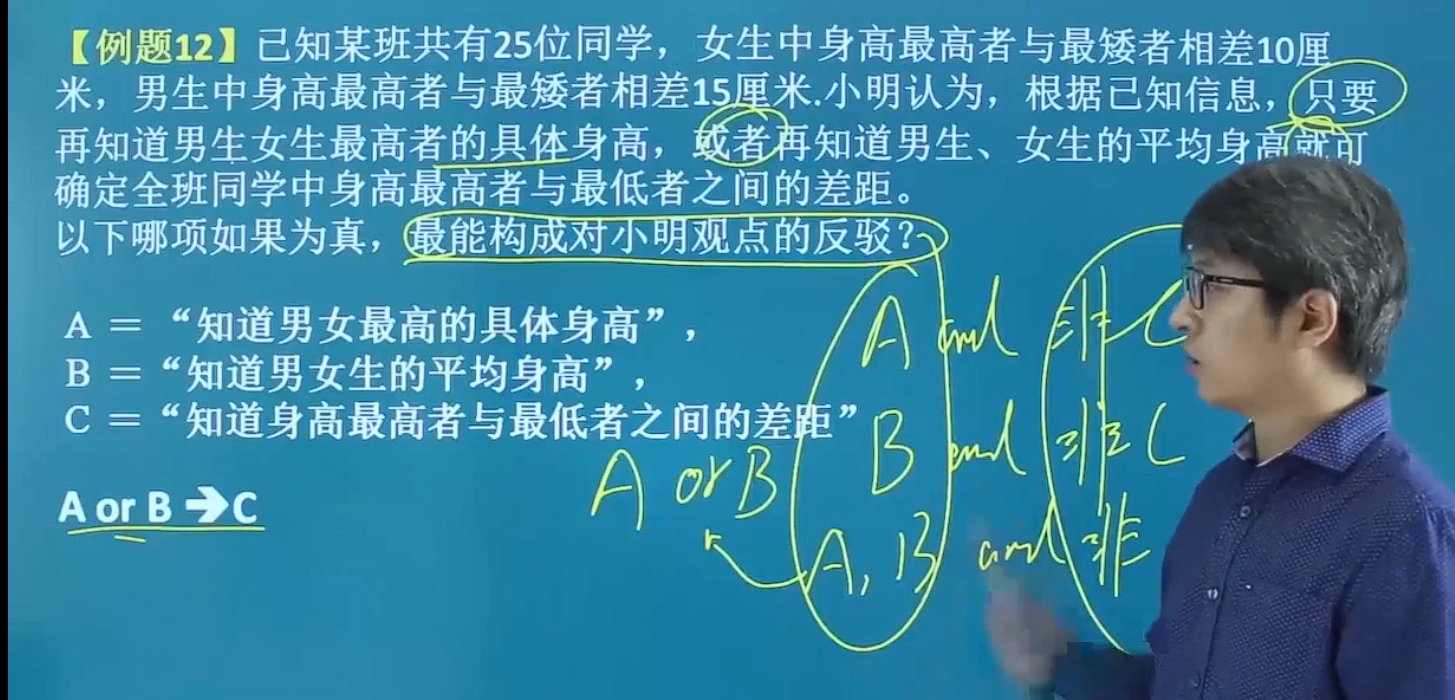 【例题12】已知某班共有25位同学，女生中身高最高者与最矮者相差10厘
米，男生中身高最高者与最矮者相差15厘米.小明认为，根据已知信息，只要
再知道男生女生最高者的具体身高，或者再知道男生、女生的平均身高就可
确定全班同学中身高最高者与最低者之间的差距。
以下哪项如果为真，最能构成对小明观点的反驳？
A ＝“知道男女最高的具体身高”，
B ＝“知道男女生的平均身高”，
C ＝“知道身高最高者与最低者之间的差距”
A or B ➔C
A and 非 C
B and 非 C
A or B
A, B and 非